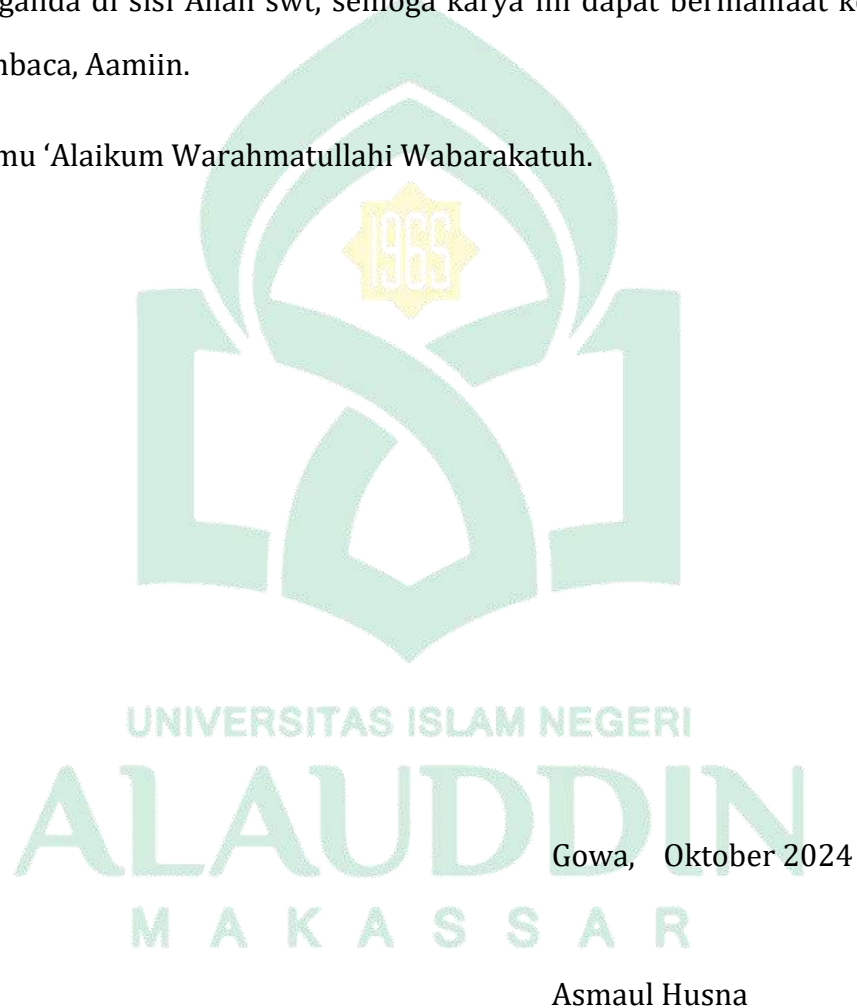 ganda di sisi Allah swt, semoga karya ini dapat bermanfaat
baca, Aamiin.
mu ‘Alaikum Warahmatullahi Wabarakatuh.
1965
UNIVERSITAS ISLAM NEGERI
ALAUDDIN
Gowa, Oktober 2024
MAKASSAR
Asmaul Husna